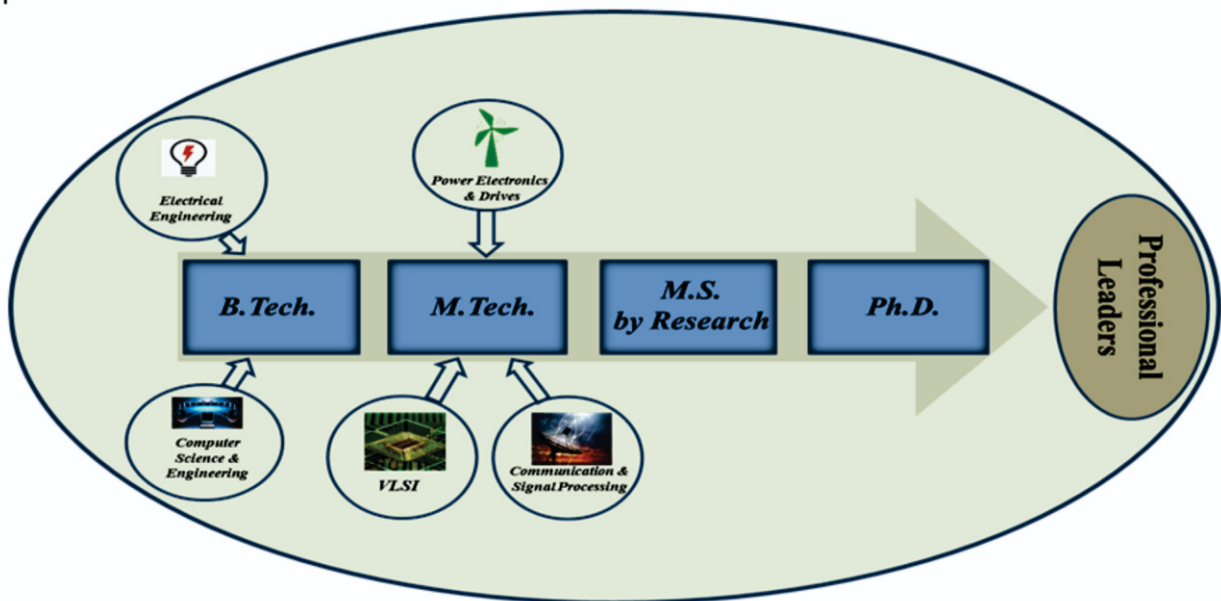 Electrical
Engineering
Power Electronics
& Drives
B.Tech.
M.Tech.
M.S.
by Research
Ph.D.
Professional
Leaders
Computer
Science &
Engineering
VLSI
Communication &
Signal Processing